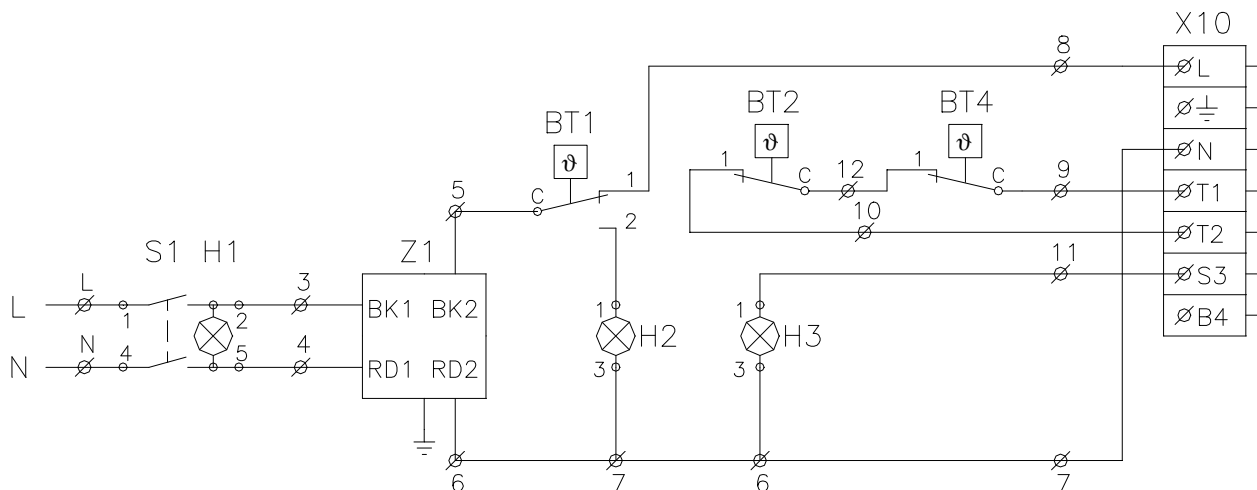 X10
8
L
BT2 BT4
BT1
ϑ ϑ
ϑ
N
1 C 12 1 C 9 T1
5 C 1
2
10 T2
S1 H1 Z1
11 S3
L L 1 2 3 BK1 BK2
1 H2 1 H3 B4
N N 4 5 4 RD1 RD2
3 3
6 7 6 7